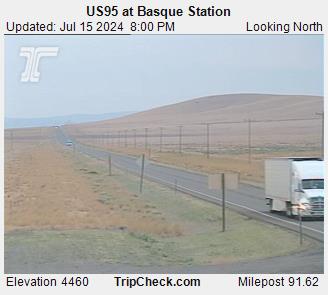 US95 at Basque Station
Updated: Jul 15 2024 8:00 PM Looking North
Elevation 4460 TripCheck.com Milepost 91.62